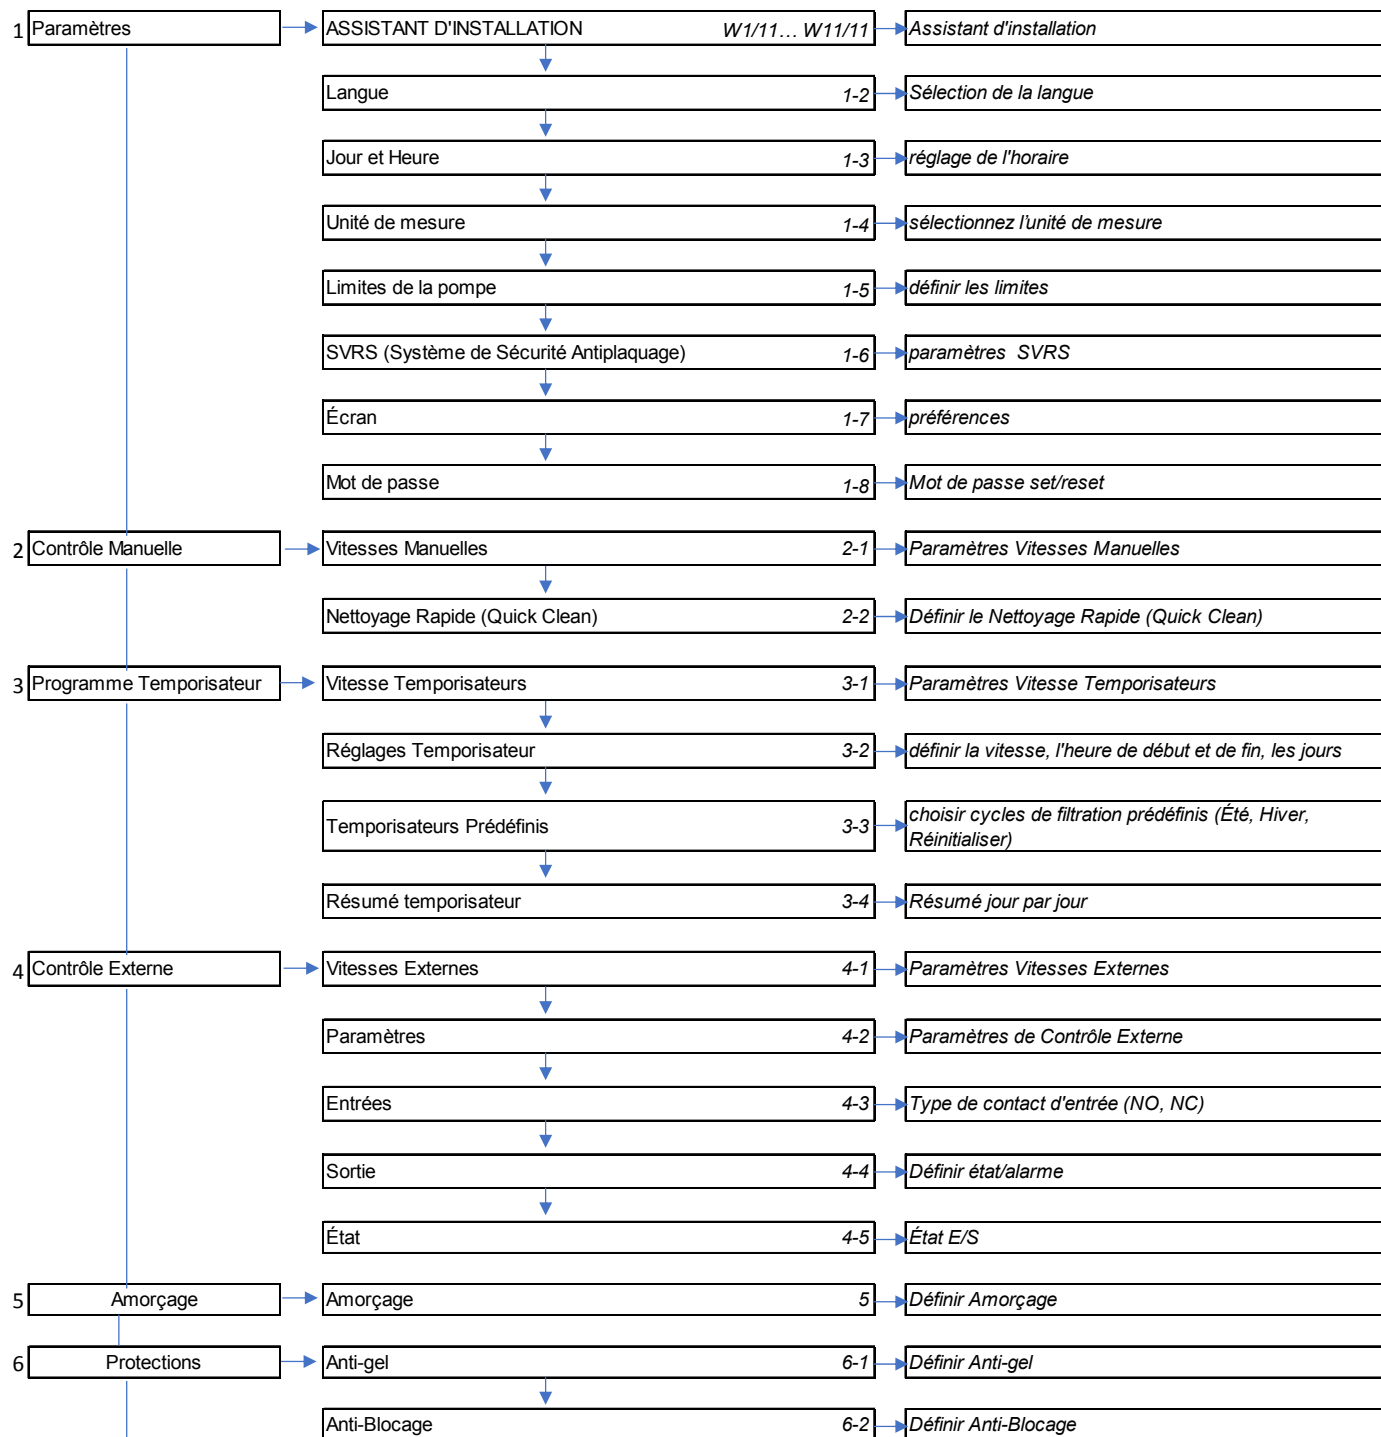 1 Paramètres ASSISTANT D'INSTALLATION W1/11… W11/11 Assistant d'installation
Langue 1-2 Sélection de la langue
Jour et Heure 1-3 réglage de l'horaire
Unité de mesure 1-4 sélectionnez l'unité de mesure
Limites de la pompe 1-5 définir les limites
SVRS (Système de Sécurité Antiplaquage) 1-6 paramètres SVRS
Écran 1-7 préférences
Mot de passe 1-8 Mot de passe set/reset
2 Contrôle Manuelle Vitesses Manuelles 2-1 Paramètres Vitesses Manuelles
Nettoyage Rapide (Quick Clean) 2-2 Définir le Nettoyage Rapide (Quick Clean)
3 Programme Temporisateur Vitesse Temporisateurs 3-1 Paramètres Vitesse Temporisateurs
Réglages Temporisateur 3-2 définir la vitesse, l'heure de début et de fin, les jours
Temporisateurs Prédéfinis 3-3 choisir cycles de filtration prédéfinis (Été, Hiver,
Réinitialiser)
Résumé temporisateur 3-4 Résumé jour par jour
4 Contrôle Externe Vitesses Externes 4-1 Paramètres Vitesses Externes
Paramètres 4-2 Paramètres de Contrôle Externe
Entrées 4-3 Type de contact d'entrée (NO, NC)
Sortie 4-4 Définir état/alarme
État 4-5 État E/S
5 Amorçage Amorçage 5 Définir Amorçage
6 Protections Anti-gel 6-1 Définir Anti-gel
Anti-Blocage 6-2 Définir Anti-Blocage